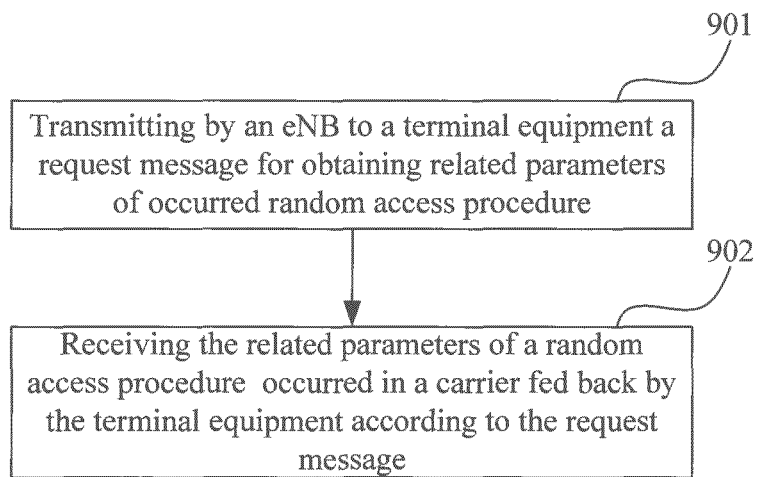 901
Transmitting by an eNB to a terminal equipment a
request message for obtaining related parameters
of occurred random access procedure
902
Receiving the related parameters of a random
access procedure occurred in a carrier fed back by
the terminal equipment according to the request
message